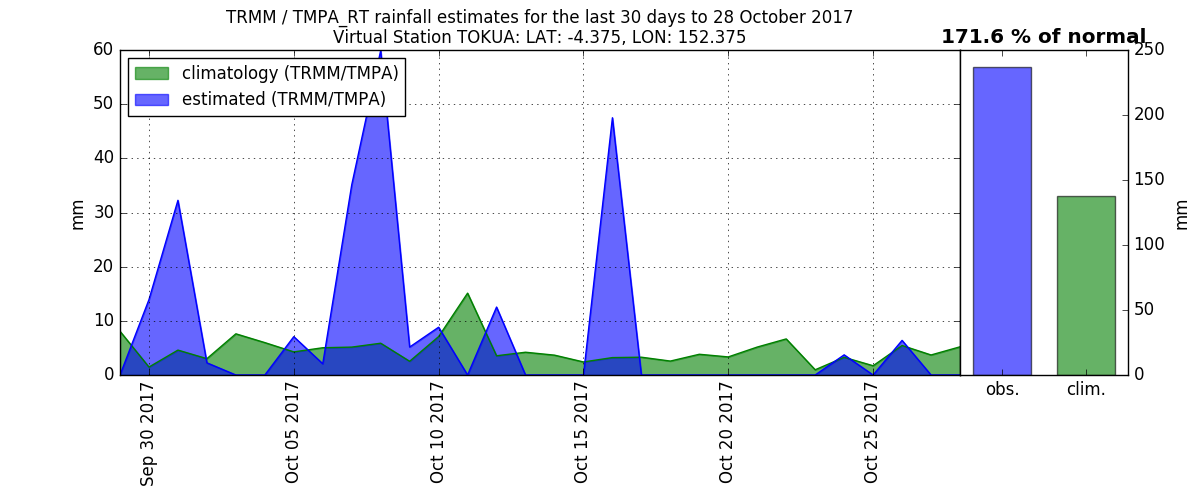 TRMM / TMPA_RT rainfall estimates for the last 30 days to 28 October 2017
Virtual Station TOKUA: LAT: -4.375, LON: 152.375
171.6 % of normal
climatology (TRMM/TMPA)
estimated (TRMM/TMPA)
60
50
40
30
20
10
0
mm
Sep 30 2017
Oct 05 2017
Oct 10 2017
Oct 15 2017
Oct 20 2017
Oct 25 2017
250
200
150
100
50
0
mm
obs.
clim.